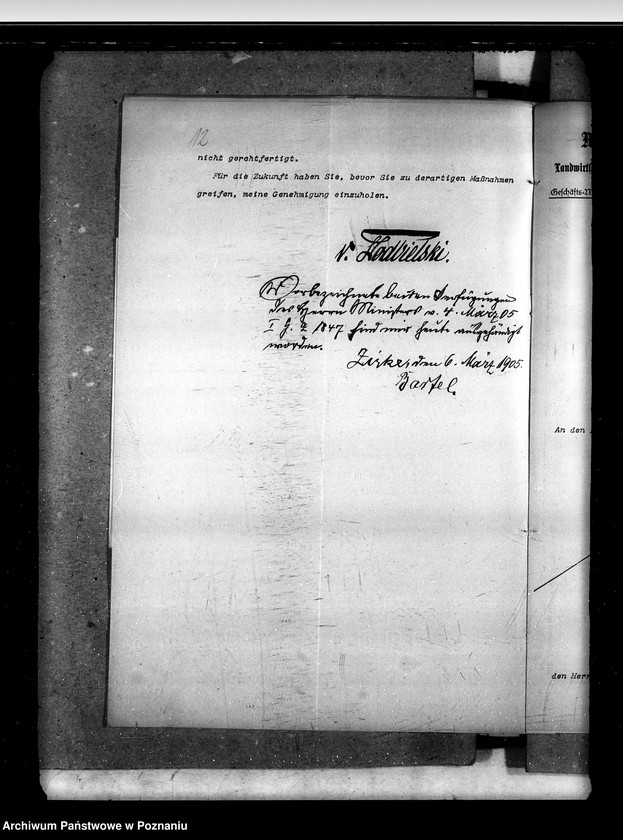 12
nicht gerechtfertigt.
Für die Zukunft haben Sie, bevor Sie zu derartigen Maßnahmen
greifen, meine Genehmigung einzuholen.
v. Podbielski.
Vorbezeichnete beiden Verfügungen
des Herrn Ministers v. 4. März 05
I G. Z 1847 sind mir heute ausgehändigt
worden.
Zirke, den 6. März 1905.
Bartel.
Landwirt
Geschäfts-N
An den
den Herr
Archiwum Państwowe w Poznaniu